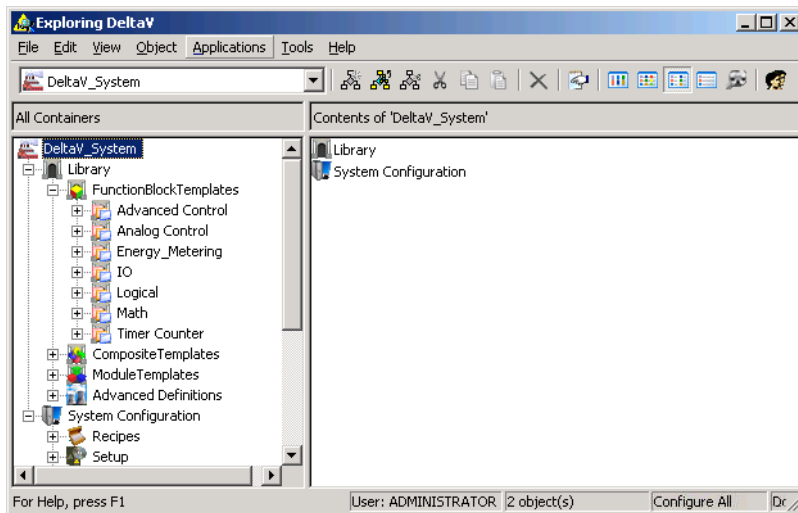 Exploring DeltaV
File Edit View Object Applications Tools Help
DeltaV_System
All Containers
Contents of 'DeltaV_System'
DeltaV_System
Library
FunctionBlockTemplates
Advanced Control
Analog Control
Energy_Metering
IO
Logical
Math
Timer Counter
CompositeTemplates
ModuleTemplates
Advanced Definitions
System Configuration
Recipes
Setup
Library
System Configuration
For Help, press F1
User: ADMINISTRATOR
2 object(s)
Configure All